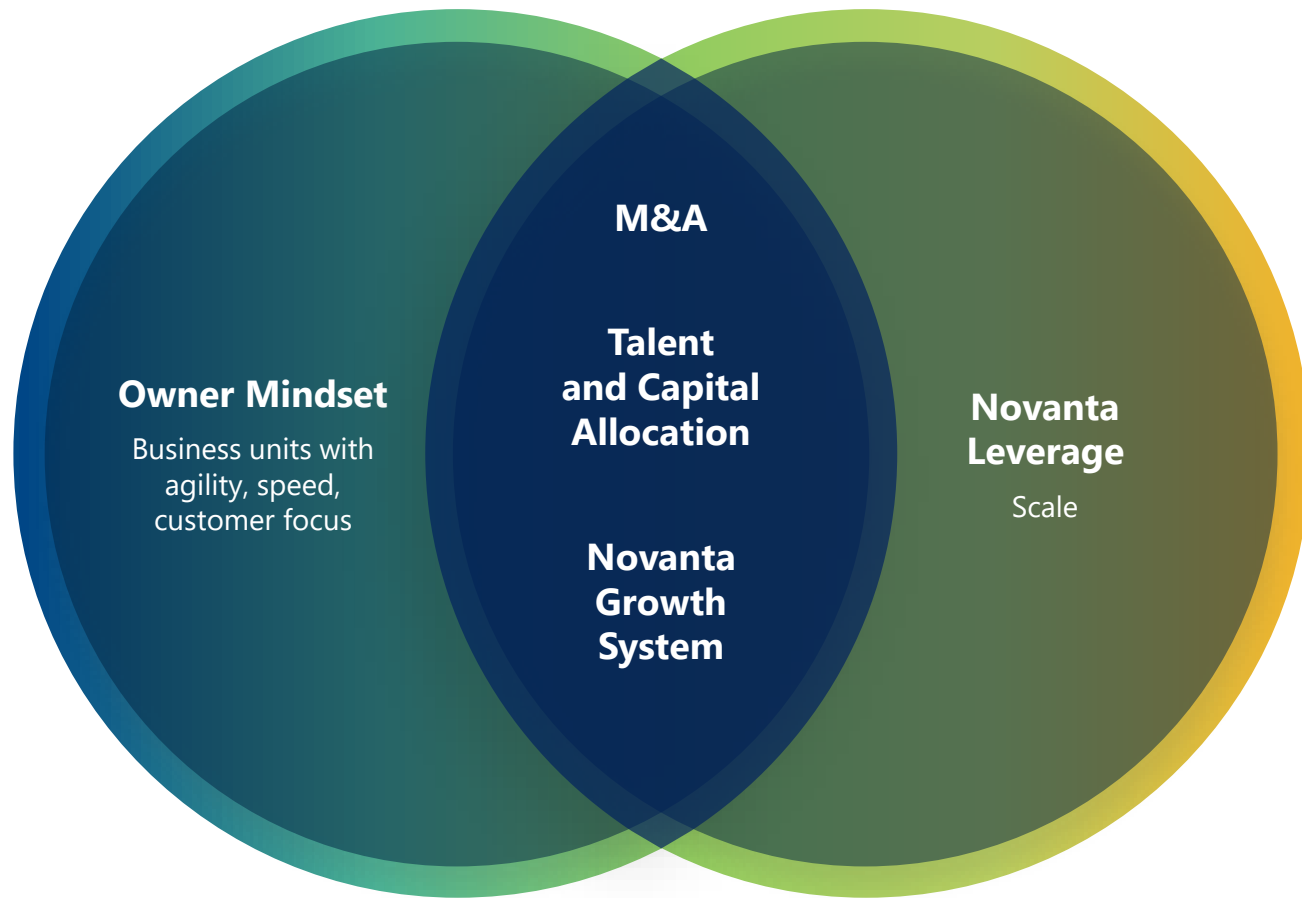 Owner Mindset
Business units with
agility, speed,
customer focus
M&A
Talent
and Capital
Allocation
Novanta
Growth
System
Novanta
Leverage
Scale